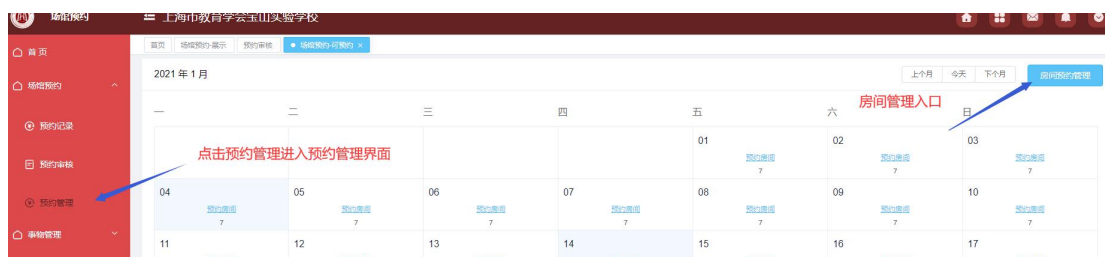 场馆预约 上海市教育学会宝山实验学校
首页 首页 场馆预约-展示 预约审核 场馆预约-可预约 ×
2021 年 1 月 上个月 今天 下个月 房间预约管理
场馆预约
房间管理入口
一 二 三 四 五 六 日
预约记录
01 02 03
点击预约管理进入预约管理界面
预约房间 预约房间 预约房间
预约审核
7 7 7
04 05 06 07 08 09 10
预约管理
预约房间 预约房间 预约房间 预约房间 预约房间 预约房间 预约房间
7 7 7 7 7 7 7
事物管理
11 12 13 14 15 16 17